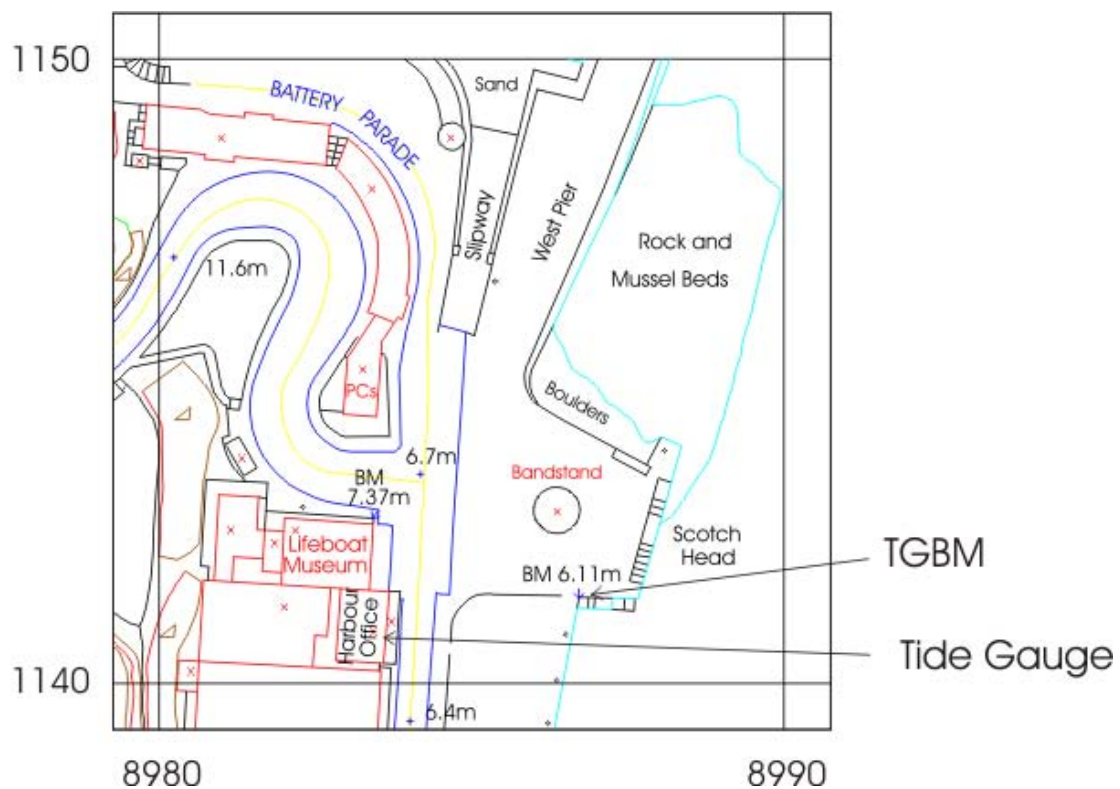 1150
Sand
BATTERY PARADE
Slipway
West Pier
Rock and
Mussel Beds
11.6m
PCs
Boulders
6.7m
BM
7.37m
Bandstand
Lifeboat
Museum
Scotch
Head
TGBM
BM 6.11m
Harbour
Office
Tide Gauge
1140
6.4m
8980
8990